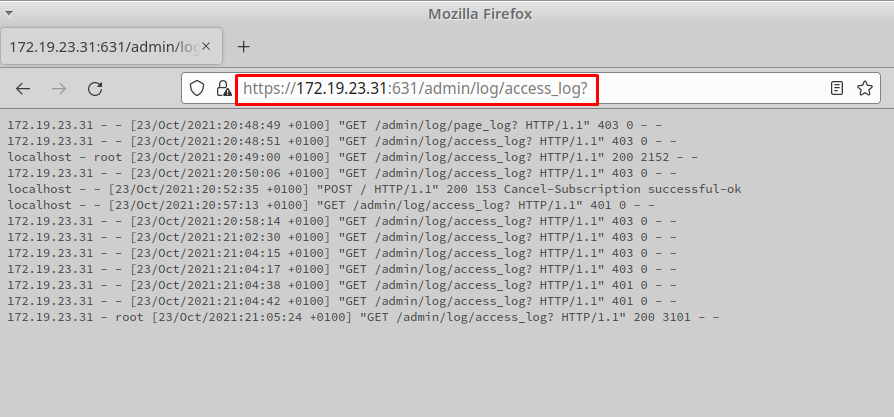 Mozilla Firefox
172.19.23.31:631/admin/log
https://172.19.23.31:631/admin/log/access_log?
172.19.23.31 - - [23/Oct/2021:20:48:49 +0100] "GET /admin/log/page_log? HTTP/1.1" 403 0 - -
172.19.23.31 - - [23/Oct/2021:20:48:51 +0100] "GET /admin/log/access_log? HTTP/1.1" 403 0 - -
localhost - root [23/Oct/2021:20:49:00 +0100] "GET /admin/log/access_log? HTTP/1.1" 200 2152 - -
172.19.23.31 - - [23/Oct/2021:20:50:06 +0100] "GET /admin/log/access_log? HTTP/1.1" 403 0 - -
localhost - - [23/Oct/2021:20:52:35 +0100] "POST / HTTP/1.1" 200 153 Cancel-Subscription successful-ok
localhost - - [23/Oct/2021:20:57:13 +0100] "GET /admin/log/access_log? HTTP/1.1" 401 0 - -
172.19.23.31 - - [23/Oct/2021:20:58:14 +0100] "GET /admin/log/access_log? HTTP/1.1" 403 0 - -
172.19.23.31 - - [23/Oct/2021:21:02:30 +0100] "GET /admin/log/access_log? HTTP/1.1" 403 0 - -
172.19.23.31 - - [23/Oct/2021:21:04:15 +0100] "GET /admin/log/access_log? HTTP/1.1" 403 0 - -
172.19.23.31 - - [23/Oct/2021:21:04:17 +0100] "GET /admin/log/access_log? HTTP/1.1" 403 0 - -
172.19.23.31 - - [23/Oct/2021:21:04:38 +0100] "GET /admin/log/access_log? HTTP/1.1" 401 0 - -
172.19.23.31 - - [23/Oct/2021:21:04:42 +0100] "GET /admin/log/access_log? HTTP/1.1" 401 0 - -
172.19.23.31 - root [23/Oct/2021:21:05:24 +0100] "GET /admin/log/access_log? HTTP/1.1" 200 3101 - -